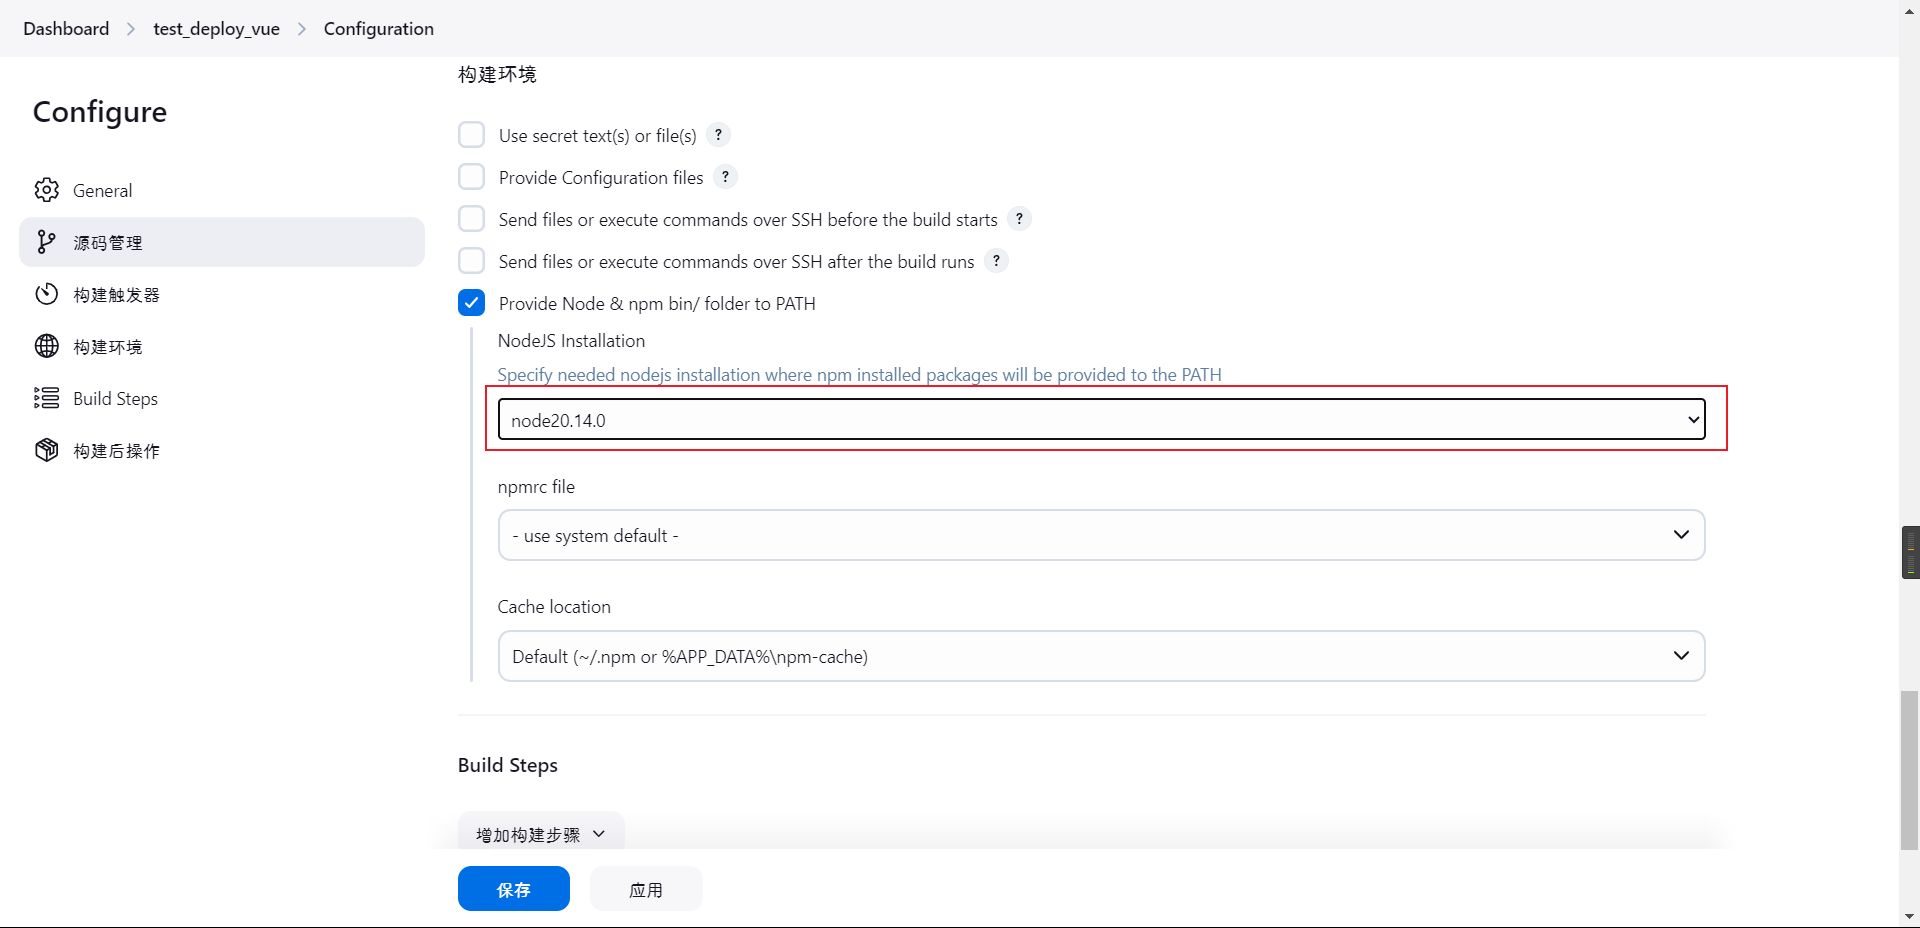 Dashboard > test_deploy_vue > Configuration
Configure
General
源码管理
构建触发器
构建环境
Build Steps
构建后操作
构建环境
Use secret text(s) or file(s) ?
Provide Configuration files ?
Send files or execute commands over SSH before the build starts ?
Send files or execute commands over SSH after the build runs ?
Provide Node & npm bin/ folder to PATH
NodeJS Installation
Specify needed nodejs installation where npm installed packages will be provided to the PATH
node20.14.0
npmrc file
- use system default -
Cache location
Default (~/.npm or %APP_DATA%\npm-cache)
Build Steps
增加构建步骤
保存
应用